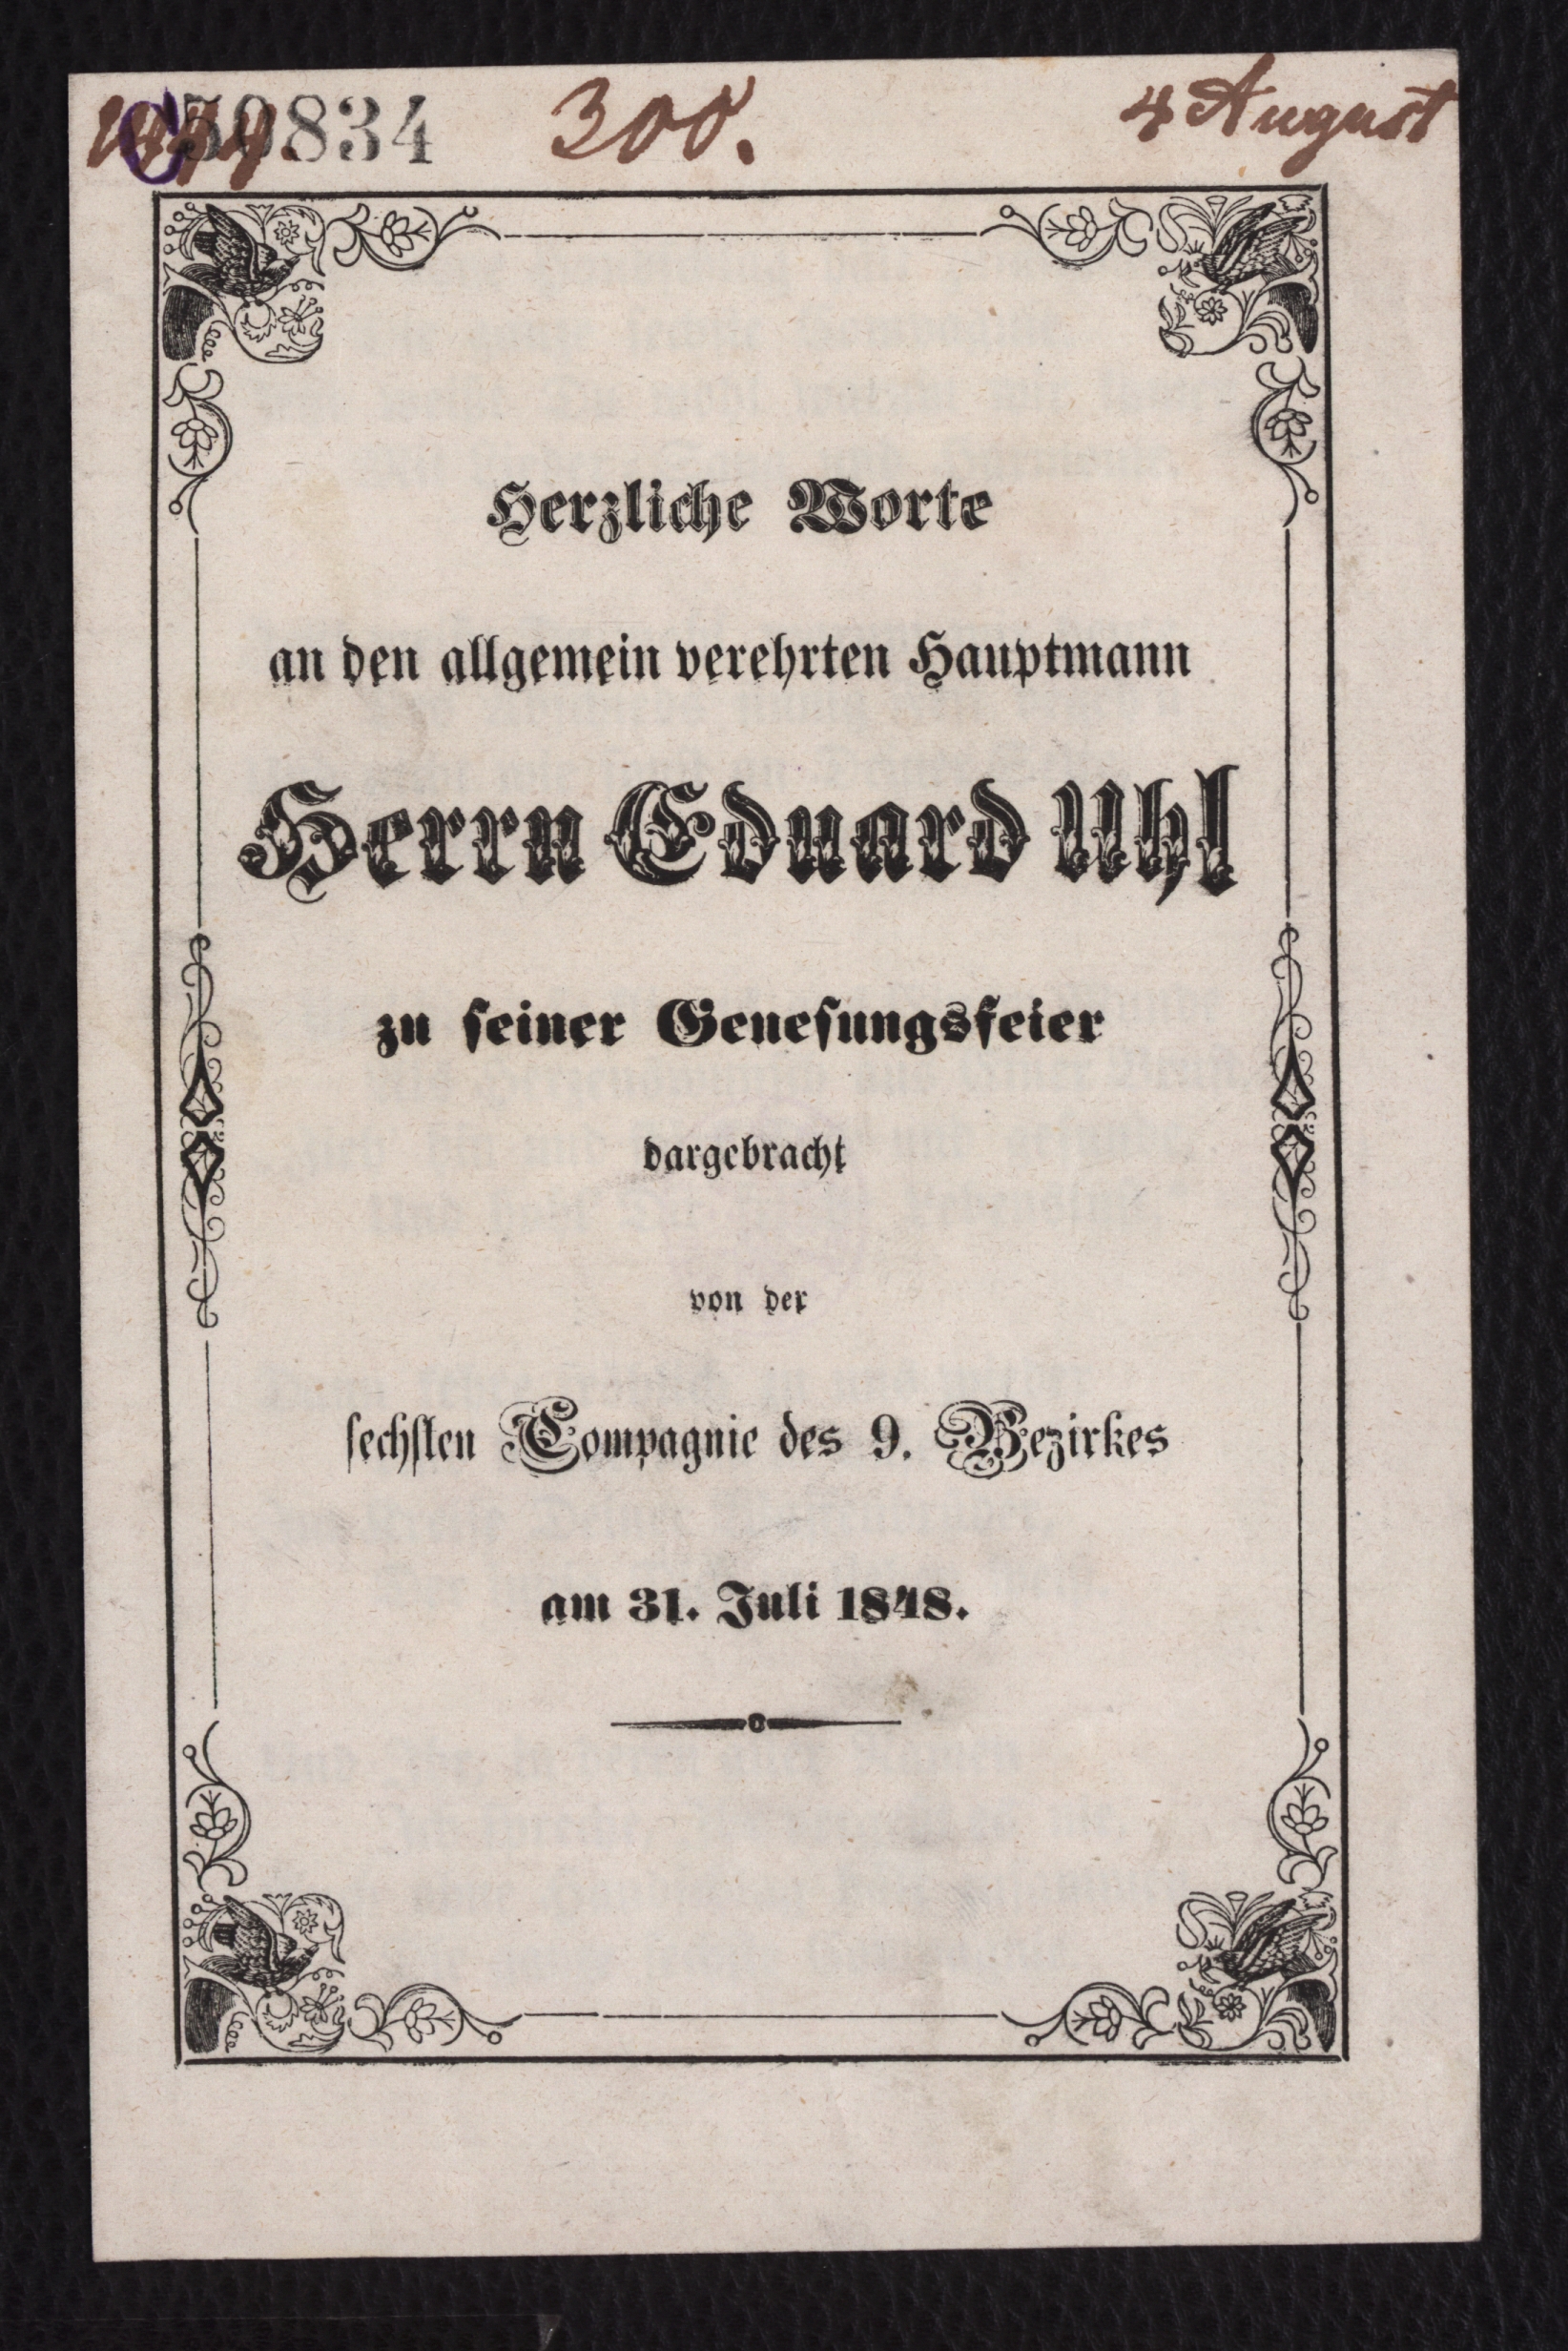 C59834 300. 4 August
Herzliche Worte
an den allgemein verehrten Hauptmann
Herrn Eduard Uhl
zu seiner Genesungsfeier
dargebracht
von der
sechsten Compagnie des 9. Bezirkes
am 31. Juli 1848.